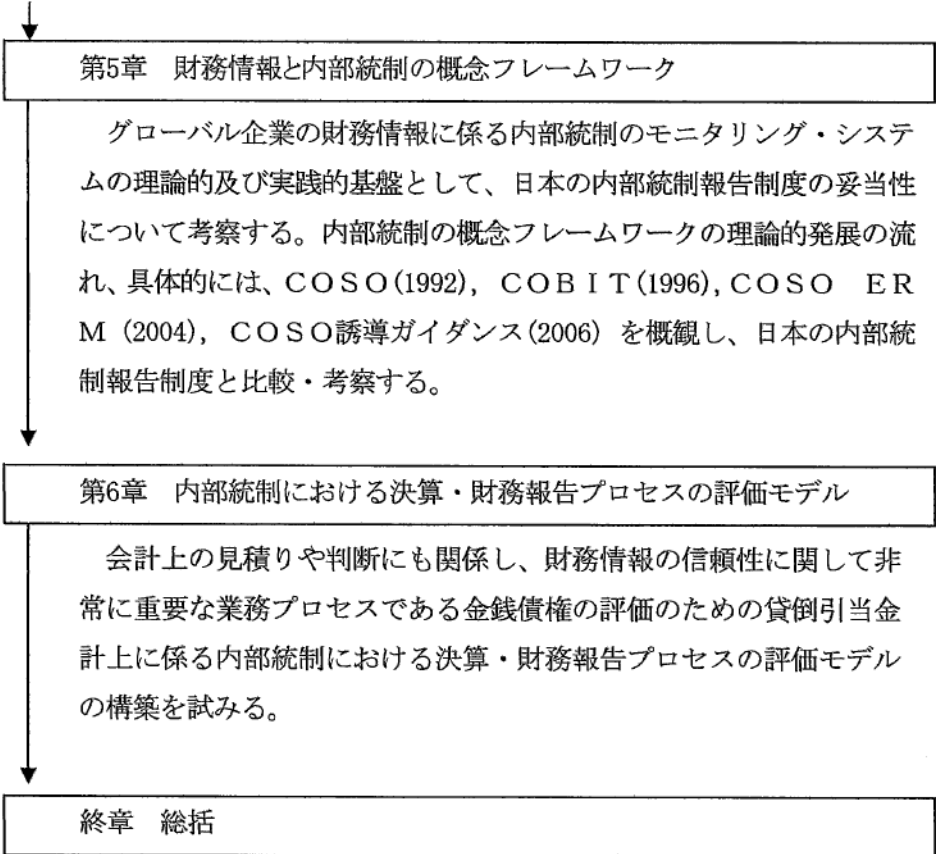 第5章　財務情報と内部統制の概念フレームワーク
グローバル企業の財務情報に係る内部統制のモニタリング・システ
ムの理論的及び実践的基盤として、日本の内部統制報告制度の妥当性
について考察する。内部統制の概念フレームワークの理論的発展の流
れ、具体的には、ＣＯＳＯ(1992)，ＣＯＢＩＴ(1996),ＣＯＳＯ　ＥＲ
Ｍ (2004)，ＣＯＳＯ誘導ガイダンス(2006) を概観し、日本の内部統
制報告制度と比較・考察する。
第6章　内部統制における決算・財務報告プロセスの評価モデル
会計上の見積りや判断にも関係し、財務情報の信頼性に関して非
常に重要な業務プロセスである金銭債権の評価のための貸倒引当金
計上に係る内部統制における決算・財務報告プロセスの評価モデル
の構築を試みる。
終章　総括